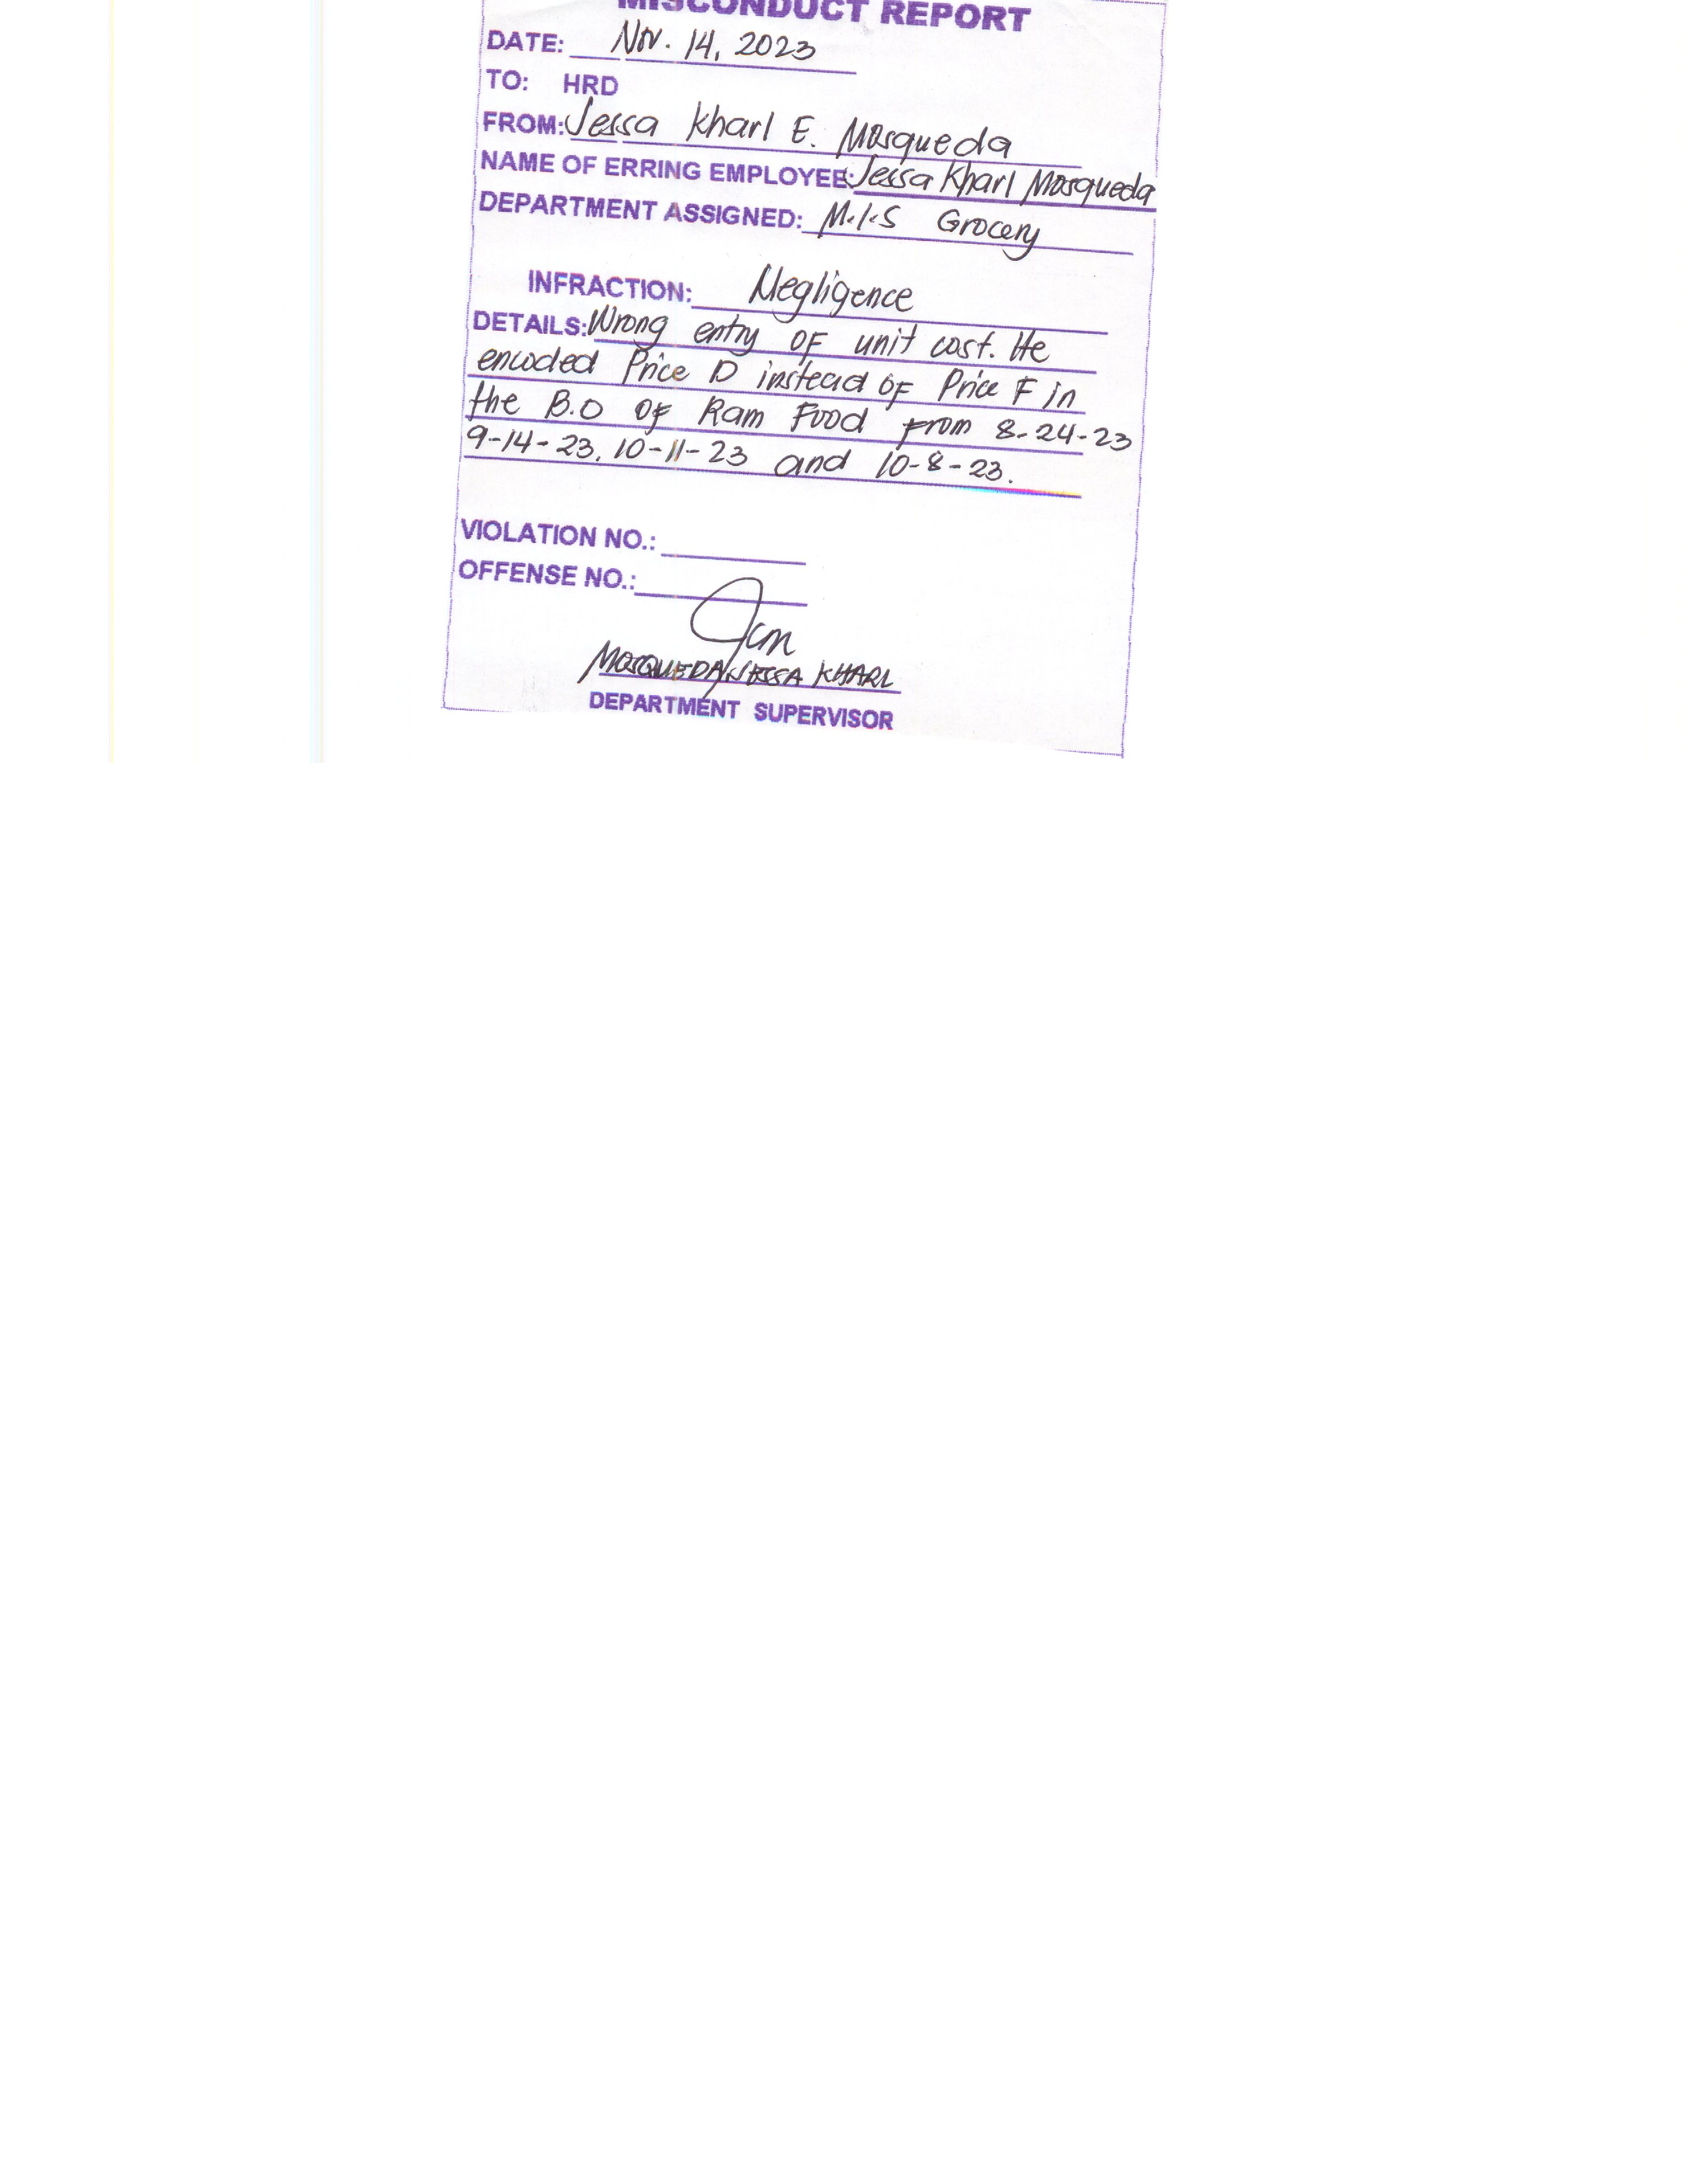 MISCONDUCT REPORT
DATE: Nov. 14, 2023
TO: HRD
FROM: Jessa Kharl E. Mosqueda
NAME OF ERRING EMPLOYEE: Jessa Kharl Mosqueda
DEPARTMENT ASSIGNED: M.I.S Grocery
INFRACTION: Negligence
DETAILS: Wrong entry OF unit cost. He
encoded Price D instead of Price F in
the B.O OF Ram Food From 8-24-23
9-14-23, 10-11-23 and 10-8-23.
VIOLATION NO.:
OFFENSE NO.:
Jcm
MOSQUEDA, JESSA KHARL
DEPARTMENT SUPERVISOR